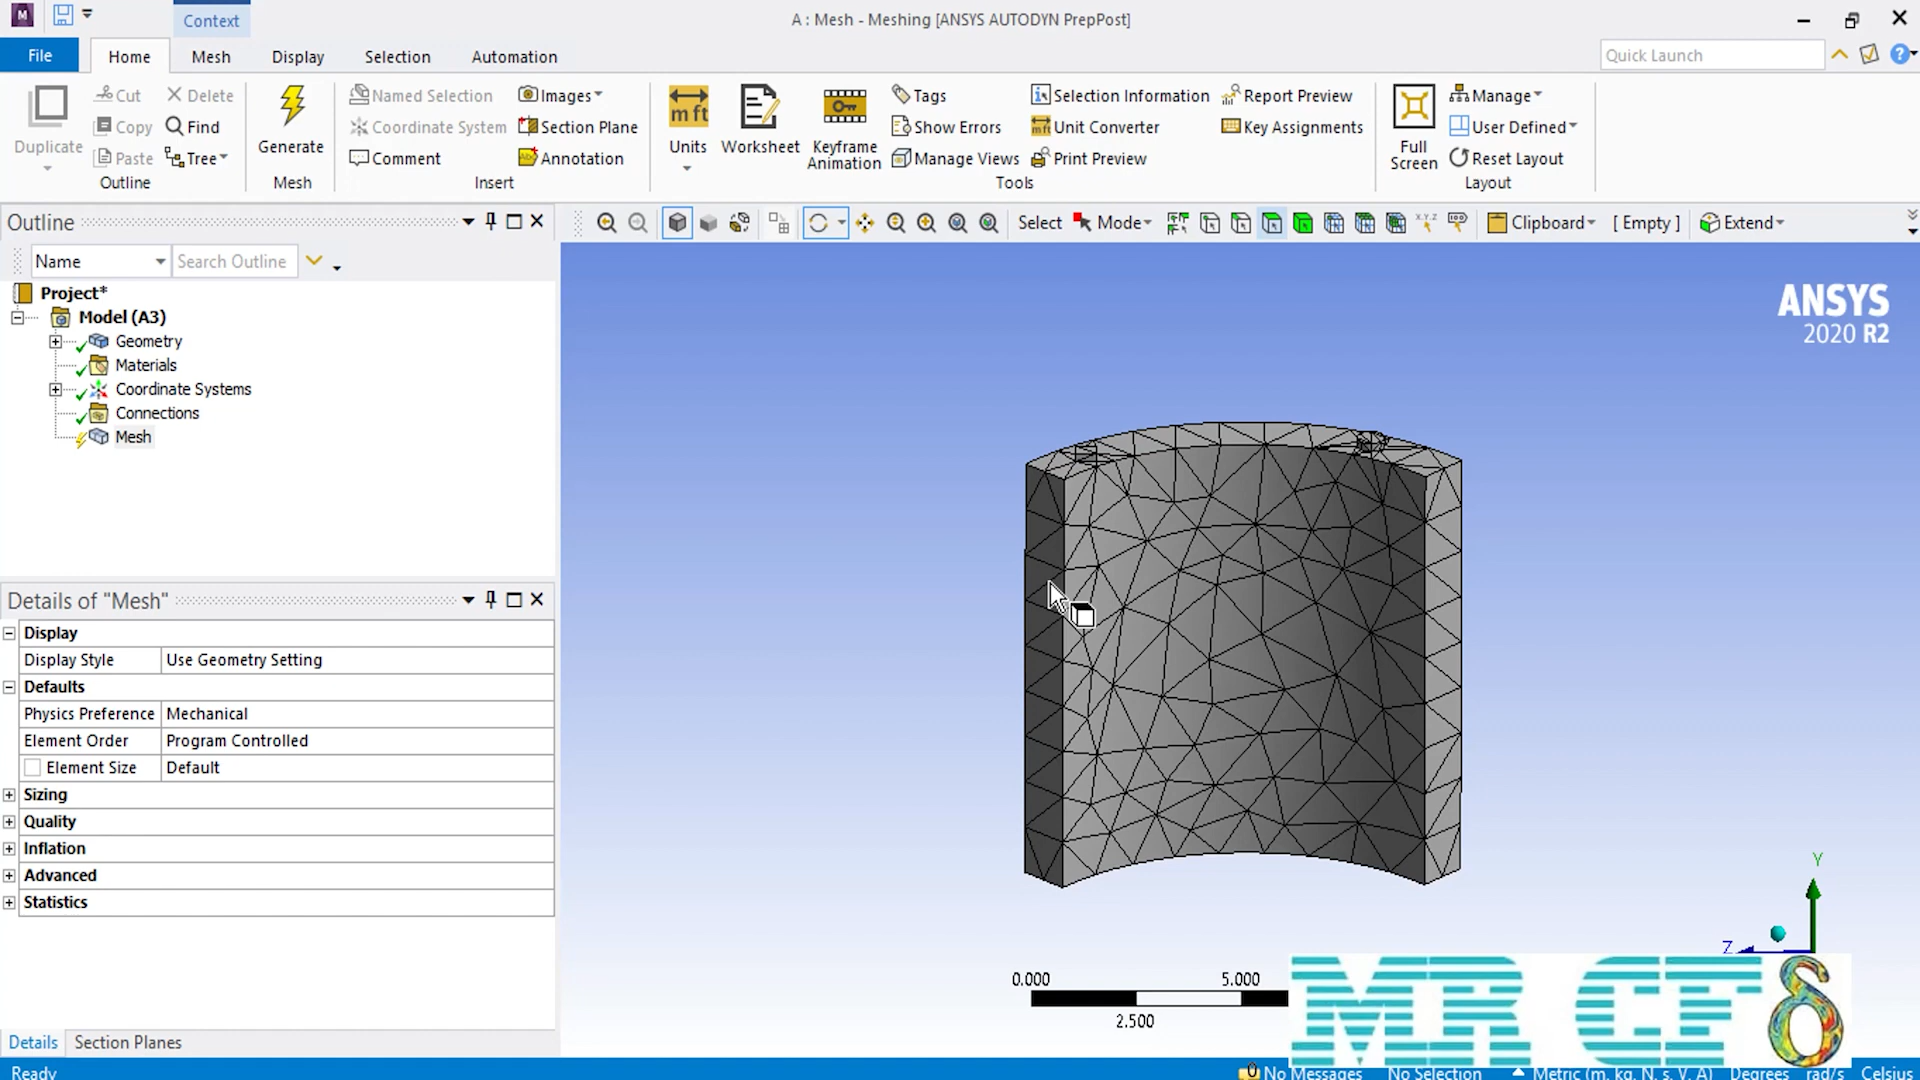 M
Context
A : Mesh - Meshing [ANSYS AUTODYN PrepPost]
File
Home
Mesh
Display
Selection
Automation
Quick Launch
Duplicate
Cut
Copy
Paste
Delete
Find
Tree
Outline
Generate
Mesh
Named Selection
Coordinate System
Comment
Images
Section Plane
Annotation
Insert
mft
Units
Worksheet
Keyframe
Animation
Tags
Show Errors
Manage Views
Selection Information
Unit Converter
Print Preview
Report Preview
Key Assignments
Tools
Full
Screen
Manage
User Defined
Reset Layout
Layout
Outline
Name
Search Outline
Select
Mode
Clipboard
[ Empty ]
Extend
Project*
Model (A3)
Geometry
Materials
Coordinate Systems
Connections
Mesh
Details of "Mesh"
Display
Display Style Use Geometry Setting
Defaults
Physics Preference Mechanical
Element Order Program Controlled
Element Size Default
Sizing
Quality
Inflation
Advanced
Statistics
Details
Section Planes
ANSYS
2020 R2
Y
Z
0.000 5.000
2.500
MR CFδ
Ready
0 No Messages
No Selection
Metric (m, kg, N, s, V, A)
Degrees
rad/s
Celsius